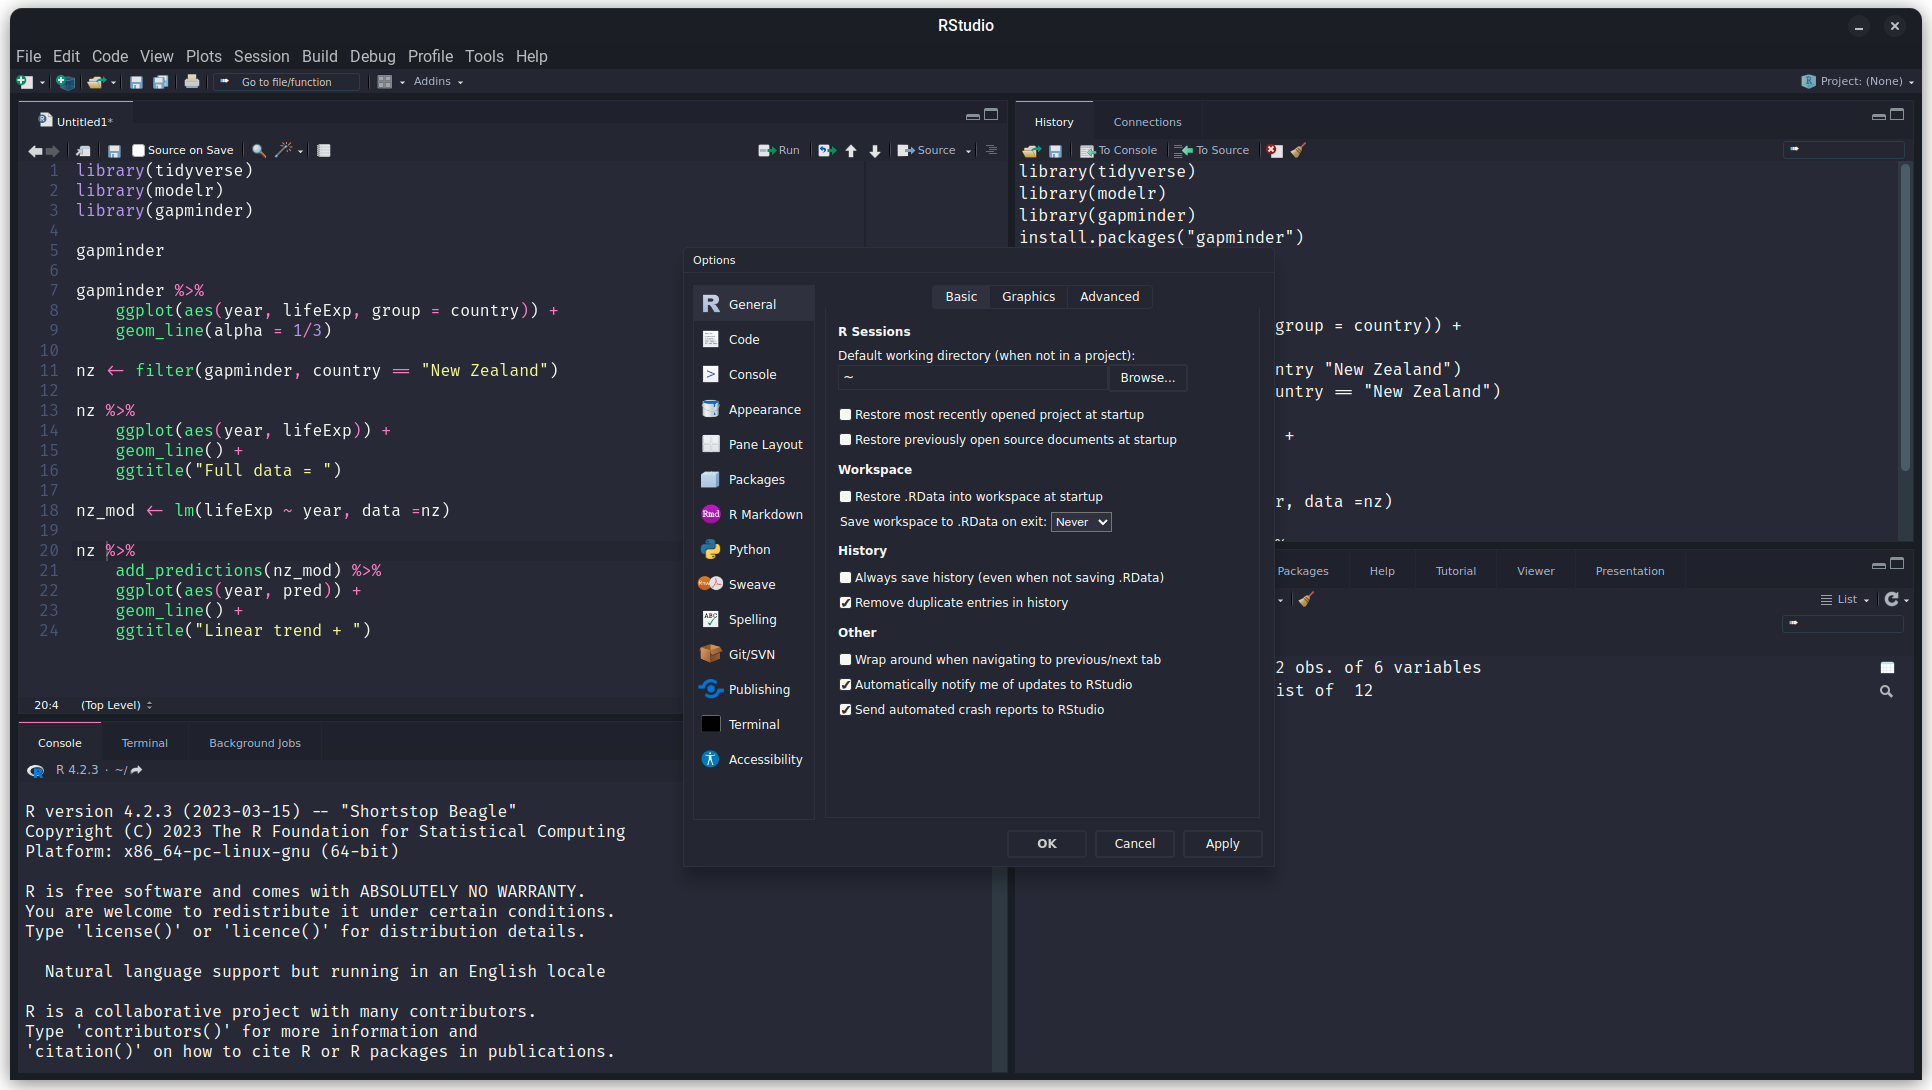 RStudio
File Edit Code View Plots Session Build Debug Profile Tools Help
Go to file/function Addins Project: (None)
Untitled1*
Source on Save Run Source
1 library(tidyverse)
2 library(modelr)
3 library(gapminder)
4
5 gapminder
6
7 gapminder %>%
8 ggplot(aes(year, lifeExp, group = country)) +
9 geom_line(alpha = 1/3)
10
11 nz <- filter(gapminder, country == "New Zealand")
12
13 nz %>%
14 ggplot(aes(year, lifeExp)) +
15 geom_line() +
16 ggtitle("Full data = ")
17
18 nz_mod <- lm(lifeExp ~ year, data =nz)
19
20 nz %>%
21 add_predictions(nz_mod) %>%
22 ggplot(aes(year, pred)) +
23 geom_line() +
24 ggtitle("Linear trend + ")
20:4 (Top Level)
Console Terminal Background Jobs
R 4.2.3 · ~/
R version 4.2.3 (2023-03-15) -- "Shortstop Beagle"
Copyright (C) 2023 The R Foundation for Statistical Computing
Platform: x86_64-pc-linux-gnu (64-bit)
R is free software and comes with ABSOLUTELY NO WARRANTY.
You are welcome to redistribute it under certain conditions.
Type 'license()' or 'licence()' for distribution details.
Natural language support but running in an English locale
R is a collaborative project with many contributors.
Type 'contributors()' for more information and
'citation()' on how to cite R or R packages in publications.
History Connections
To Console To Source
library(tidyverse)
library(modelr)
library(gapminder)
install.packages("gapminder")
group = country)) +
ntry "New Zealand")
untry == "New Zealand")
+
r, data =nz)
Packages Help Tutorial Viewer Presentation
List
2 obs. of 6 variables
ist of 12
Options
General
Code
Console
Appearance
Pane Layout
Packages
Rmd R Markdown
Python
Sweave
ABC Spelling
Git/SVN
Publishing
Terminal
Accessibility
Basic Graphics Advanced
R Sessions
Default working directory (when not in a project):
~ Browse...
Restore most recently opened project at startup
Restore previously open source documents at startup
Workspace
Restore .RData into workspace at startup
Save workspace to .RData on exit: Never
History
Always save history (even when not saving .RData)
Remove duplicate entries in history
Other
Wrap around when navigating to previous/next tab
Automatically notify me of updates to RStudio
Send automated crash reports to RStudio
OK Cancel Apply